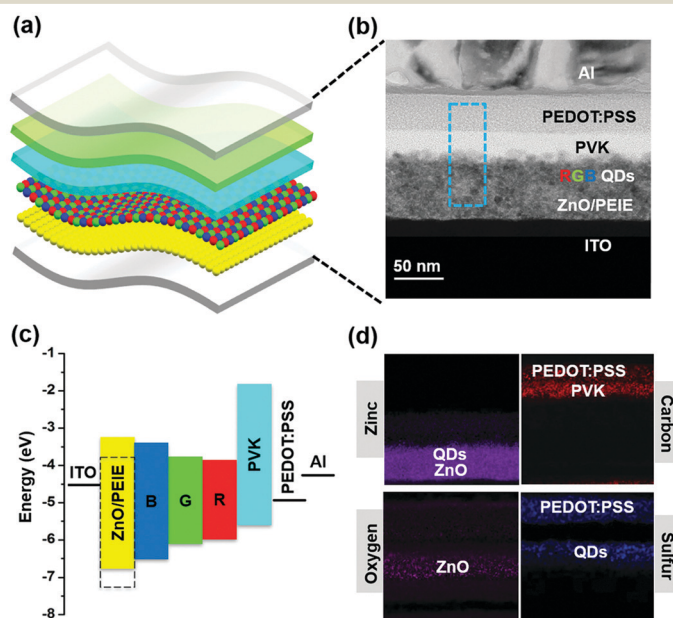 (a)
(b)
Al
PEDOT:PSS
PVK
RGB QDs
ZnO/PEIE
ITO
50 nm
(c)
Energy (eV)
-1
-2
-3
-4
-5
-6
-7
-8
ITO
ZnO/PEIE
B
G
R
PVK
PEDOT:PSS
Al
(d)
Zinc
QDs
ZnO
PEDOT:PSS
PVK
Carbon
Oxygen
ZnO
PEDOT:PSS
QDs
Sulfur